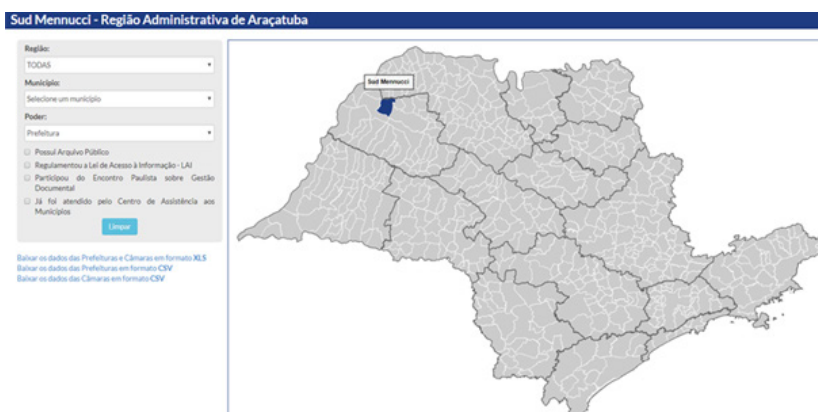 Sud Mennucci - Região Administrativa de Araçatuba
Região:
TODAS
Município:
Selecione um município
Poder:
Prefeitura
Possui Arquivo Público
Regulamentou a Lei de Acesso à Informação - LAI
Participou do Encontro Paulista sobre Gestão
Documental
Já foi atendido pelo Centro de Assistência aos
Municípios
Limpar
Baixar os dados das Prefeituras e Câmaras em formato XLS
Baixar os dados das Prefeituras em formato CSV
Baixar os dados das Câmaras em formato CSV
Sud Mennucci